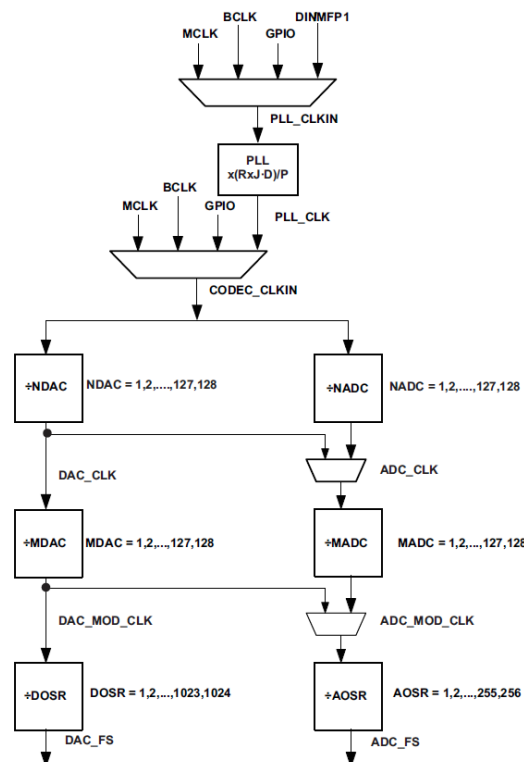 DINMFP1
BCLK
MCLK
GPIO
PLL_CLKIN
PLL
x(RxJ·D)/P
BCLK
MCLK
GPIO
PLL_CLK
CODEC_CLKIN
÷NDAC
NDAC = 1,2,....,127,128
÷NADC
NADC = 1,2,....,127,128
DAC_CLK
ADC_CLK
÷MDAC
MDAC = 1,2,...,127,128
÷MADC
MADC = 1,2,...,127,128
DAC_MOD_CLK
ADC_MOD_CLK
÷DOSR
DOSR = 1,2,...,1023,1024
÷AOSR
AOSR = 1,2,...,255,256
DAC_FS
ADC_FS